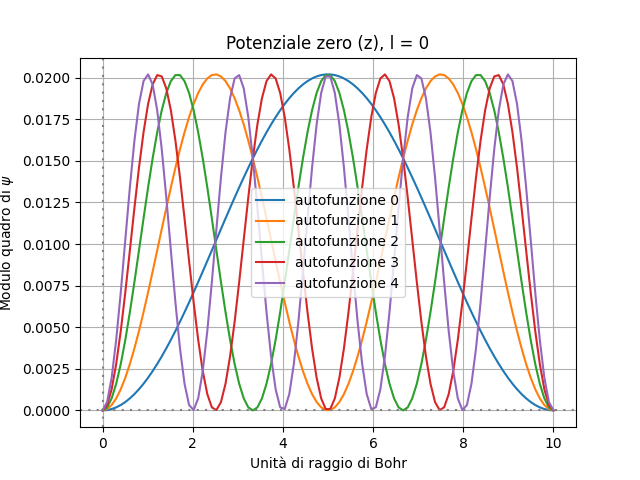 Potenziale zero (z), l = 0
Modulo quadro di ψ
0.0200
0.0175
0.0150
0.0125
0.0100
0.0075
0.0050
0.0025
0.0000
autofunzione 0
autofunzione 1
autofunzione 2
autofunzione 3
autofunzione 4
0 2 4 6 8 10
Unità di raggio di Bohr